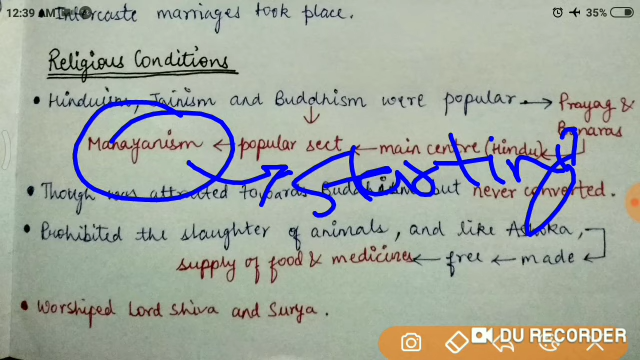 12:39 AM
35%
Intercaste marriages took place.
Religious Conditions
• Hinduism, Jainism and Buddhism were popular. → Prayag &
Banaras
Mahayanism ← popular sect ← main centre (Hindu) ←
starting
• Though was attracted towards Buddhism but never converted.
• Prohibited the slaughter of animals, and like Ashoka,
supply of food & medicines ← free ← made ←
• Worshiped Lord Shiva and Surya.
DU RECORDER